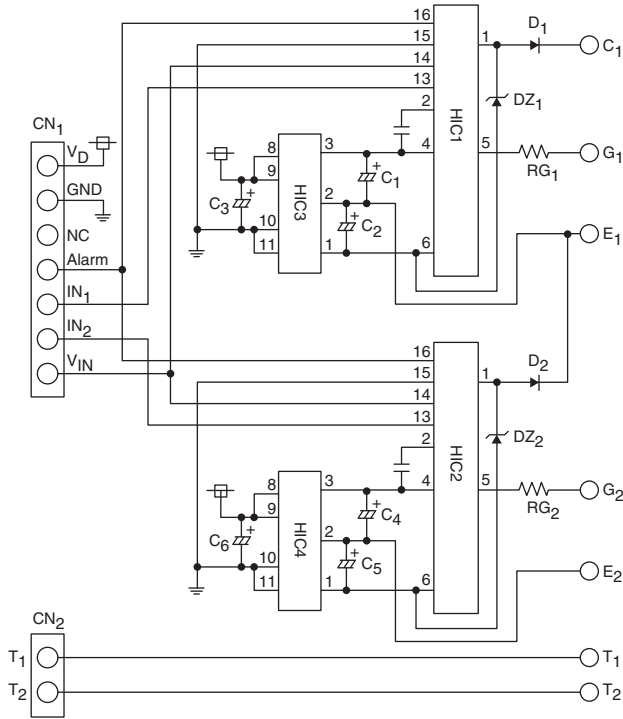 16
15
14
13
2
4
1
5
6
HIC1
D1
C1
DZ1
RG1
G1
E1
CN1
VD
GND
NC
Alarm
IN1
IN2
VIN
8
9
10
11
3
2
1
HIC3
C3
+
C1
+
C2
+
16
15
14
13
2
4
1
5
6
HIC2
D2
DZ2
RG2
G2
E2
8
9
10
11
3
2
1
HIC4
C6
+
C4
+
C5
+
CN2
T1
T1
T2
T2